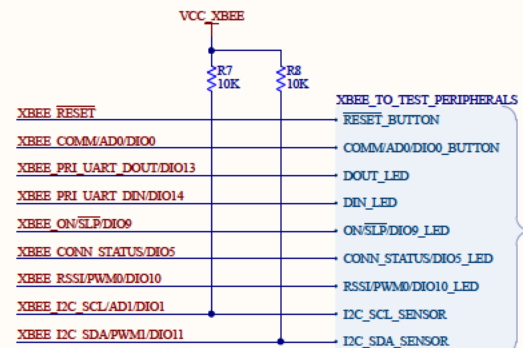 VCC_XBEE
R7
10K
R8
10K
XBEE_TO_TEST_PERIPHERALS
XBEE_RESET
RESET_BUTTON
XBEE_COMM/AD0/DIO0
COMM/AD0/DIO0_BUTTON
XBEE_PRI_UART_DOUT/DIO13
DOUT_LED
XBEE_PRI_UART_DIN/DIO14
DIN_LED
XBEE_ON/SLP/DIO9
ON/SLP/DIO9_LED
XBEE_CONN_STATUS/DIO5
CONN_STATUS/DIO5_LED
XBEE_RSSI/PWM0/DIO10
RSSI/PWM0/DIO10_LED
XBEE_I2C_SCL/AD1/DIO1
I2C_SCL_SENSOR
XBEE_I2C_SDA/PWM1/DIO11
I2C_SDA_SENSOR